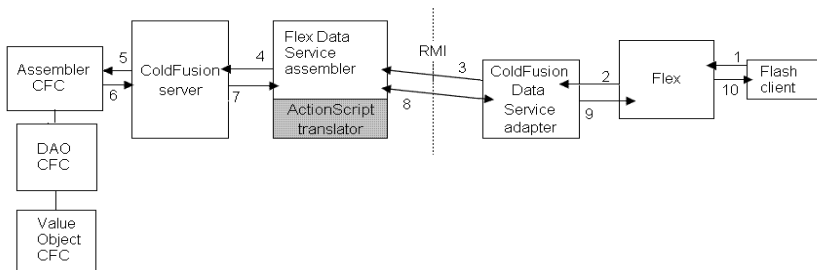 Assembler
CFC
5
6
ColdFusion
server
4
7
Flex Data
Service
assembler
ActionScript
translator
RMI
3
8
ColdFusion
Data
Service
adapter
2
9
Flex
1
10
Flash
client
DAO
CFC
Value
Object
CFC